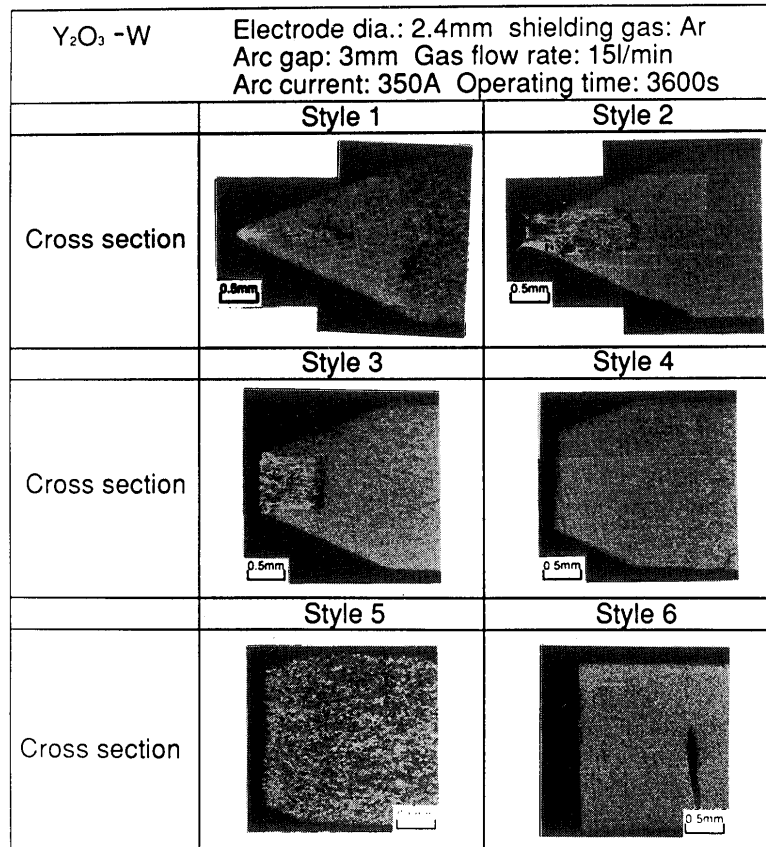 Y₂O₃ -W
Electrode dia.: 2.4mm shielding gas: Ar
Arc gap: 3mm Gas flow rate: 15l/min
Arc current: 350A Operating time: 3600s
Style 1
Style 2
Cross section
0.5mm
0.5mm
Style 3
Style 4
Cross section
0.5mm
0.5mm
Style 5
Style 6
Cross section
0.5mm